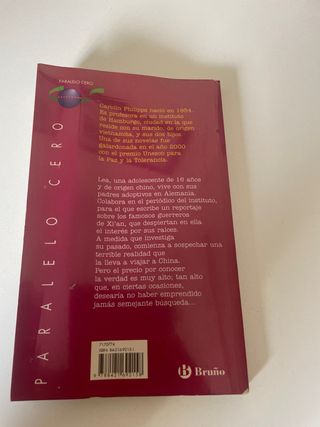 PARALELO CERO
PARALELO CERO
Carolin Philipps nació en 1954.
Es profesora en un instituto
de Hamburgo, ciudad en la que
reside con su marido, de origen
vietnamita, y sus dos hijos.
Una de sus novelas fue
galardonada en el año 2000
con el premio Unesco para
la Paz y la Tolerancia.
Lea, una adolescente de 16 años
y de origen chino, vive con sus
padres adoptivos en Alemania.
Colabora en el periódico del instituto,
para el que escribe un reportaje
sobre los famosos guerreros
de Xi'an, que despiertan en ella
el interés por sus raíces.
A medida que investiga
su pasado, comienza a sospechar una
terrible realidad que
la lleva a viajar a China.
Pero el precio por conocer
la verdad es muy alto; tan alto
que, en ciertas ocasiones,
desearía no haber emprendido
jamás semejante búsqueda...
Bruño